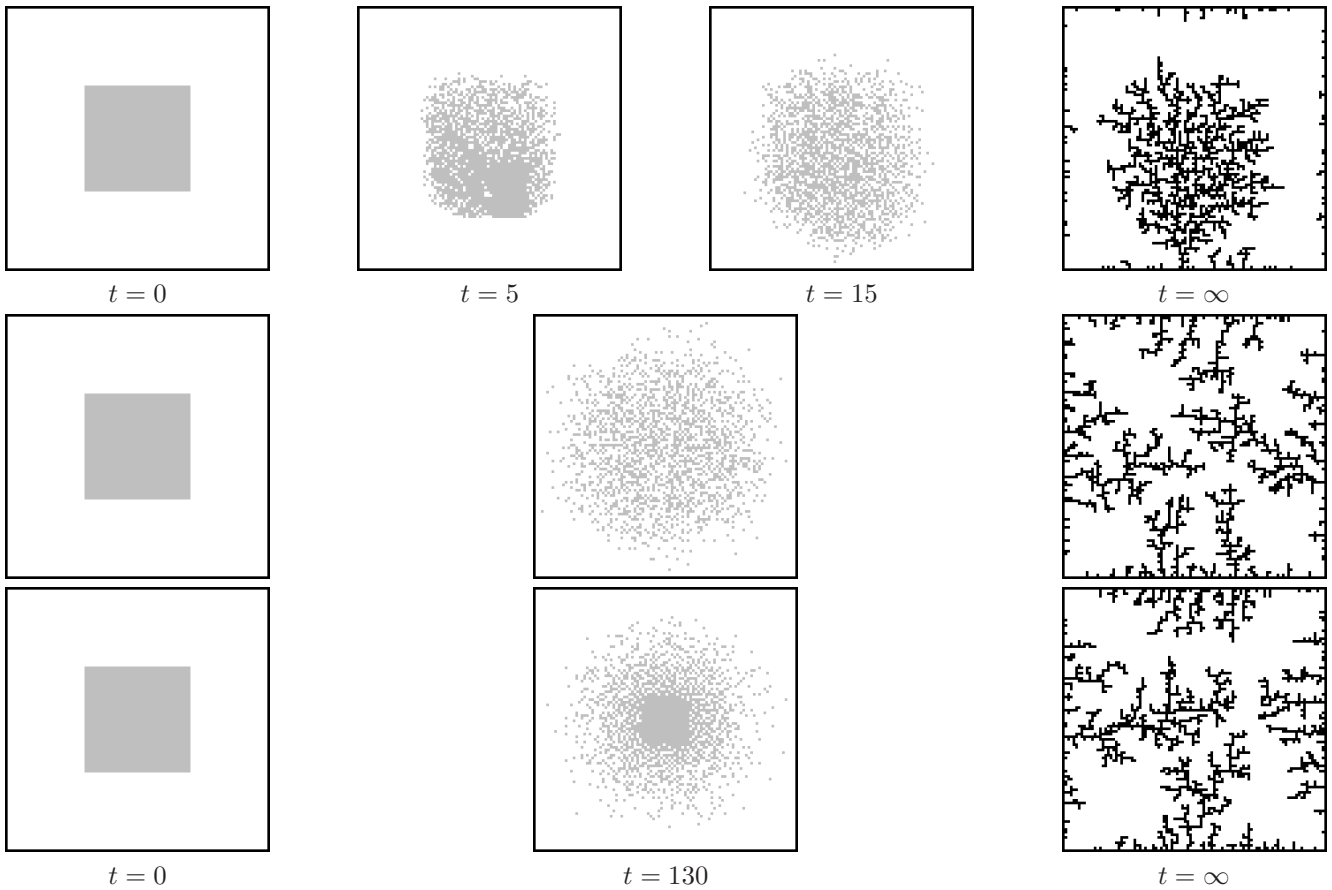 t = 0
t = 5
t = 15
t = ∞
t = 0
t = 130
t = ∞